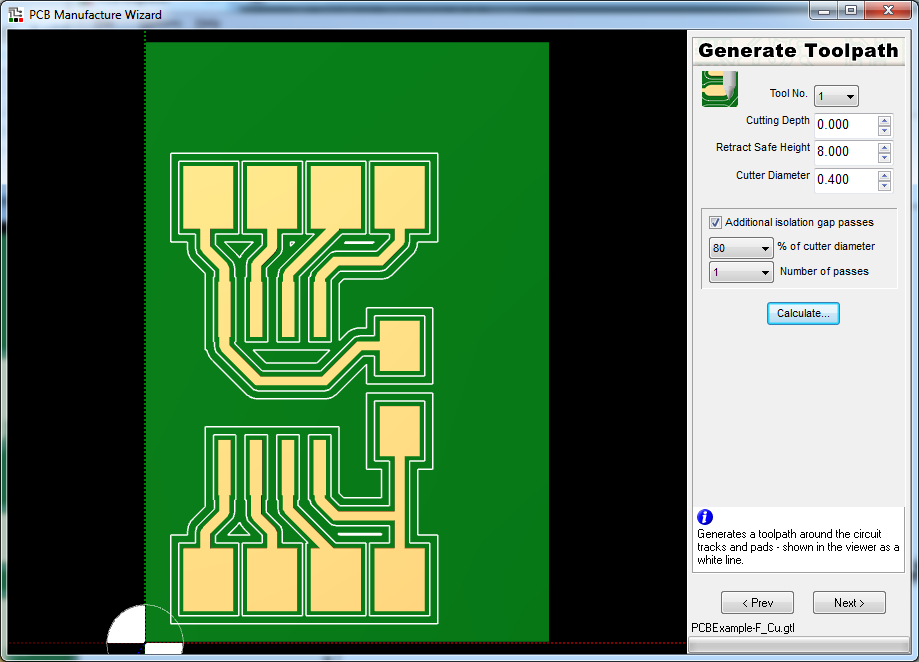 PCB Manufacture Wizard
Generate Toolpath
Tool No. 1
Cutting Depth 0.000
Retract Safe Height 8.000
Cutter Diameter 0.400
Additional isolation gap passes
80 % of cutter diameter
1 Number of passes
Calculate...
Generates a toolpath around the circuit
tracks and pads - shown in the viewer as a
white line.
< Prev Next >
PCBExample-F_Cu.gtl